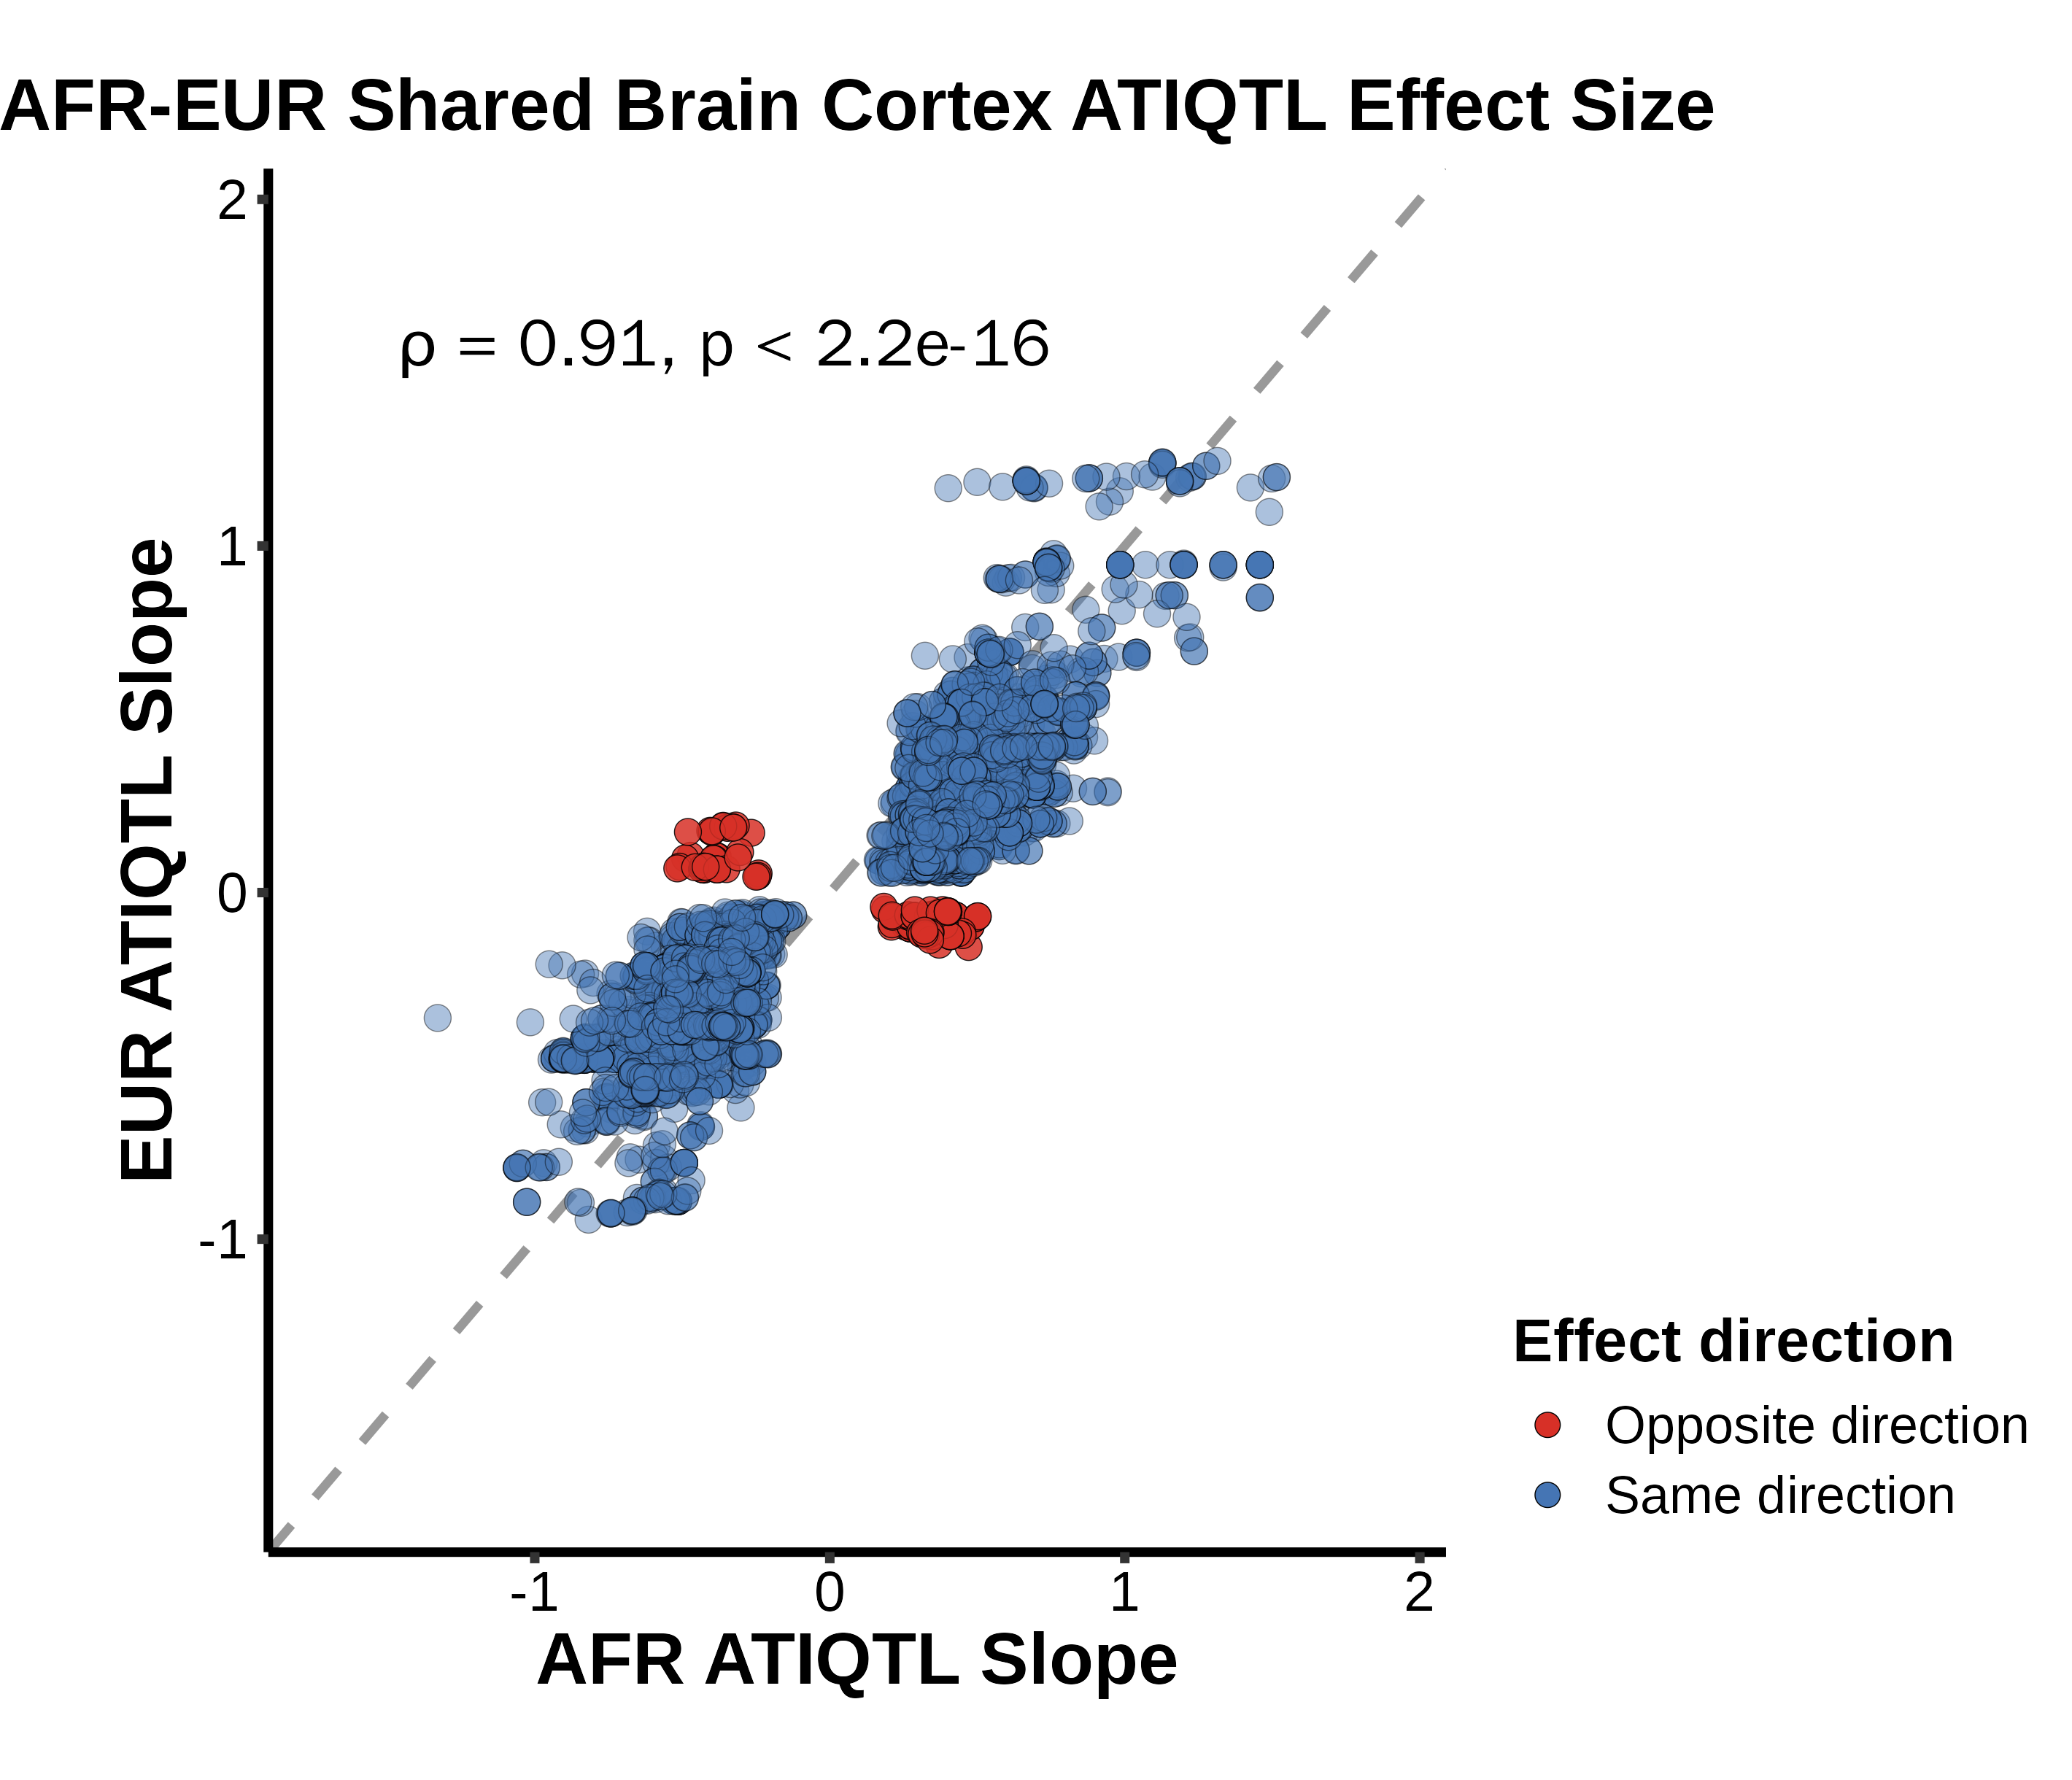 AFR-EUR Shared Brain Cortex ATIQTL Effect Size
2
ρ = 0.91, p < 2.2e-16
1
EUR ATIQTL Slope
0
-1
Effect direction
Opposite direction
Same direction
-1 0 1 2
AFR ATIQTL Slope